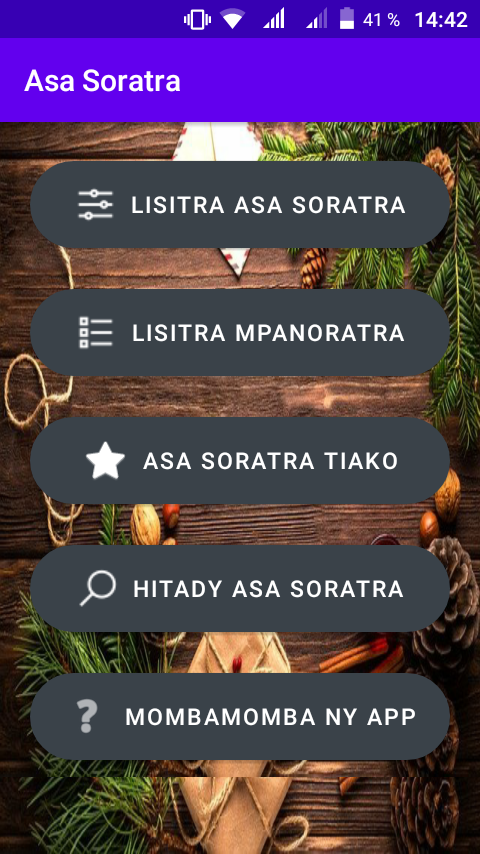 41 % 14:42
Asa Soratra
LISITRA ASA SORATRA
LISITRA MPANORATRA
ASA SORATRA TIAKO
HITADY ASA SORATRA
MOMBAMOMBA NY APP